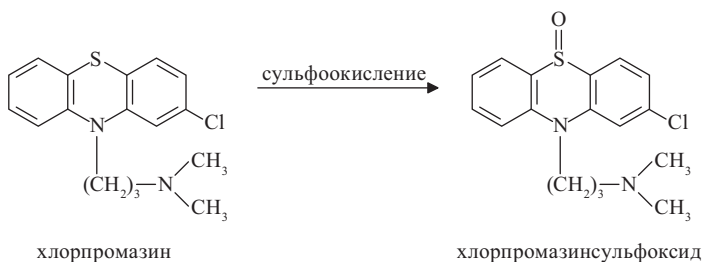 O
S
S
сульфоокисление
N
Cl
N
Cl
CH₃
CH₃
(CH₂)₃
N
(CH₂)₃
N
CH₃
CH₃
хлорпромазин
хлорпромазинсульфоксид